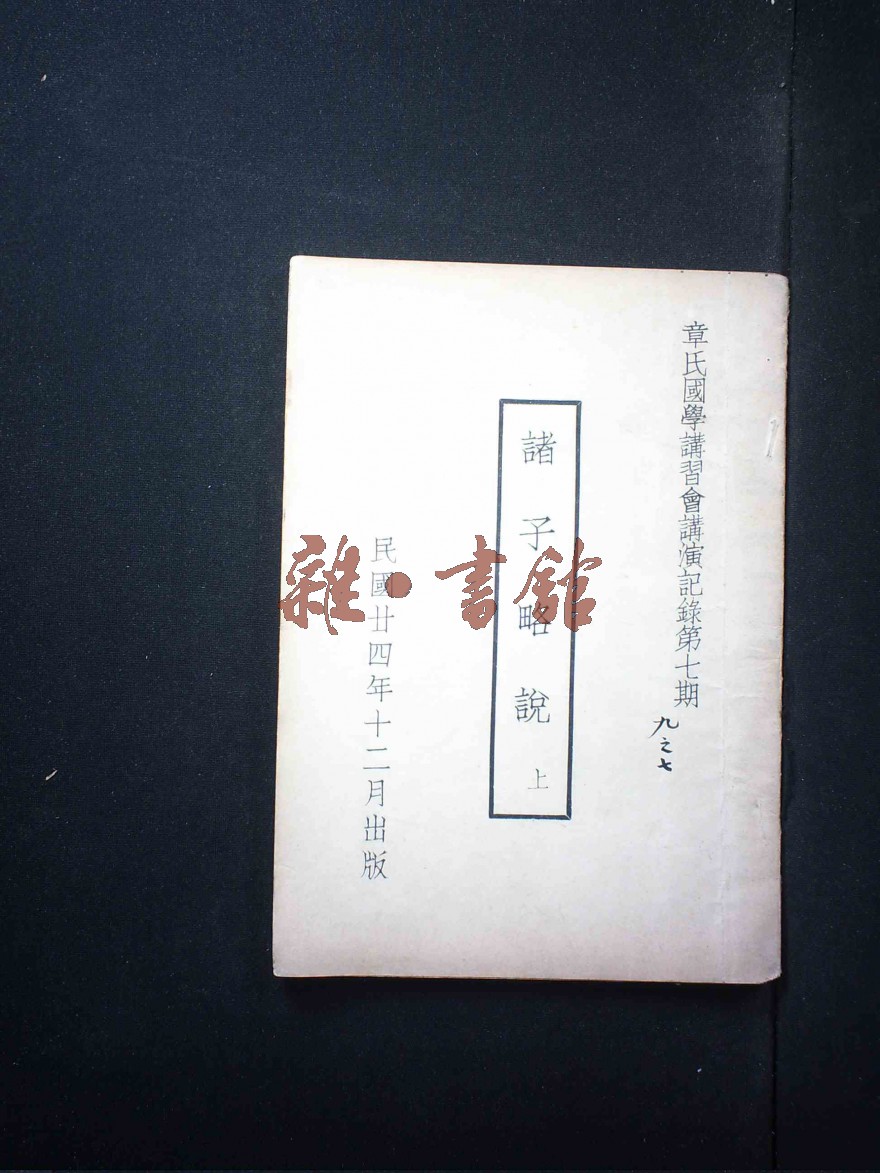 章氏國學講習會講演記錄第七期
九之七
諸子略說 上
民國廿四年十二月出版
雜·書館